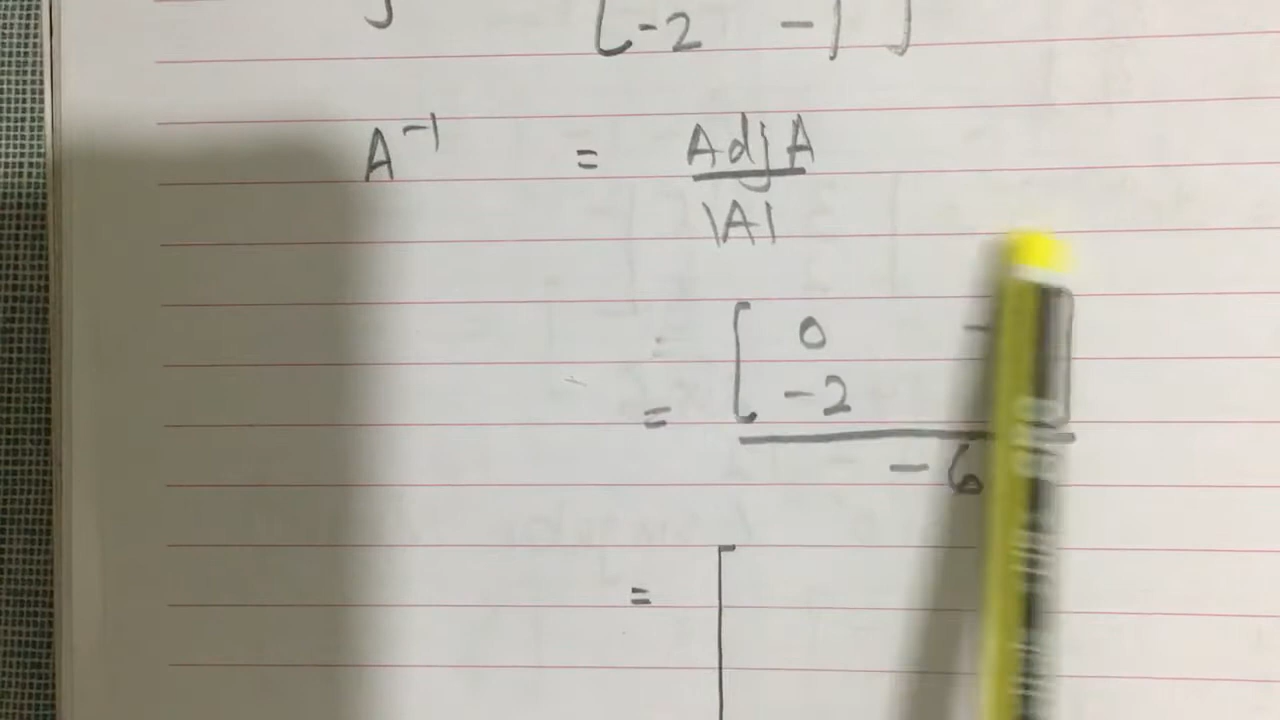 [-2 -1]
A⁻¹ = Adj A
|A|
= [ 0 -
-2
- 6
= [